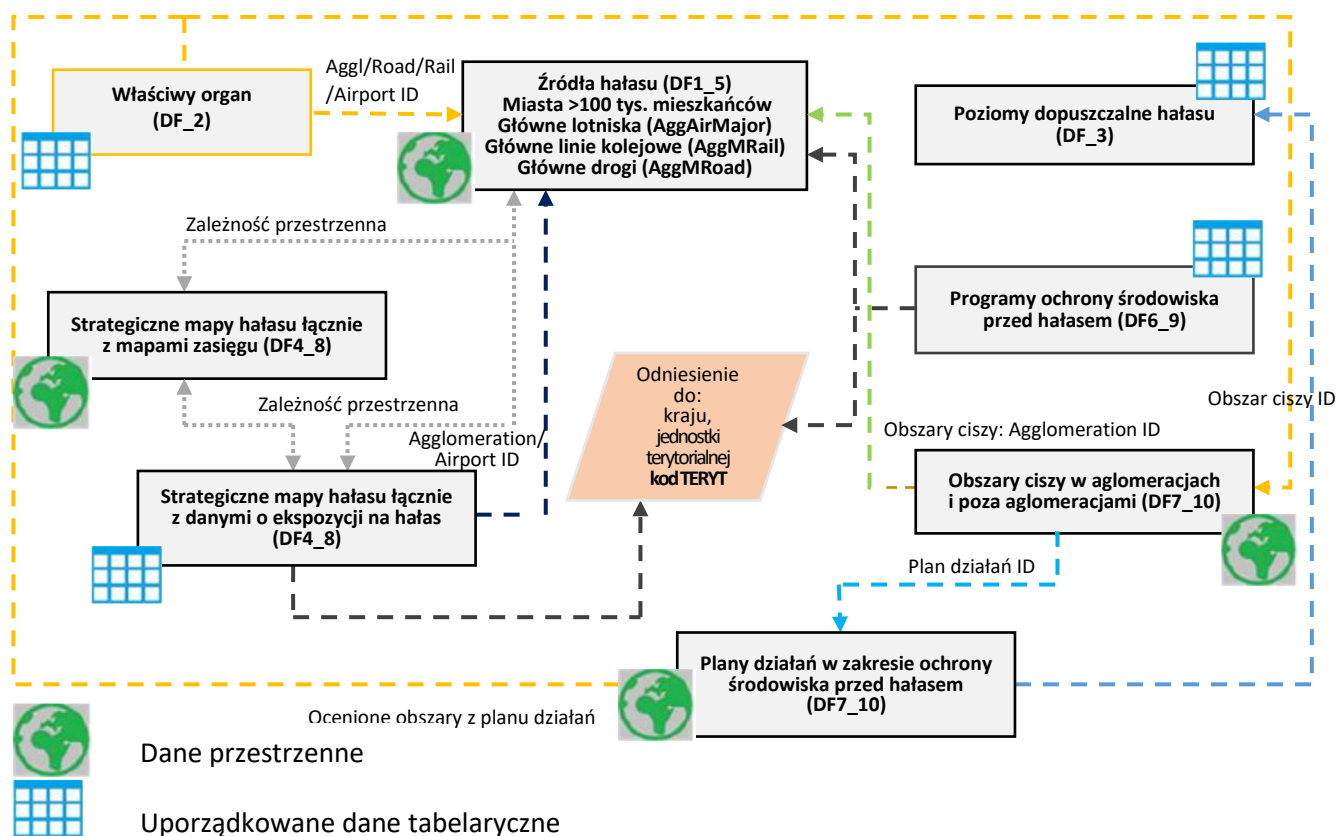 Właściwy organ
(DF_2)
Aggl/Road/Rail
/Airport ID
Źródła hałasu (DF1_5)
Miasta >100 tys. mieszkańców
Główne lotniska (AggAirMajor)
Główne linie kolejowe (AggMRail)
Główne drogi (AggMRoad)
Poziomy dopuszczalne hałasu
(DF_3)
Zależność przestrzenna
Strategiczne mapy hałasu łącznie
z mapami zasięgu (DF4_8)
Programy ochrony środowiska
przed hałasem (DF6_9)
Odniesienie
do:
kraju,
jednostki
terytorialnej
kod TERYT
Zależność przestrzenna
Obszar ciszy ID
Agglomeration/
Airport ID
Obszary ciszy: Agglomeration ID
Strategiczne mapy hałasu łącznie
z danymi o ekspozycji na hałas
(DF4_8)
Obszary ciszy w aglomeracjach
i poza aglomeracjami (DF7_10)
Plan działań ID
Plany działań w zakresie ochrony
środowiska przed hałasem
(DF7_10)
Ocenione obszary z planu działań
Dane przestrzenne
Uporządkowane dane tabelaryczne